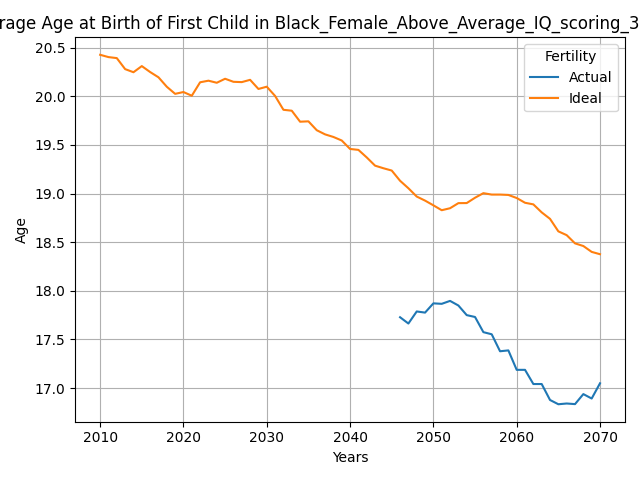 rage Age at Birth of First Child in Black_Female_Above_Average_IQ_scoring_3
20.5
20.0
19.5
19.0
18.5
18.0
17.5
17.0
Age
Fertility
Actual
Ideal
2010 2020 2030 2040 2050 2060 2070
Years